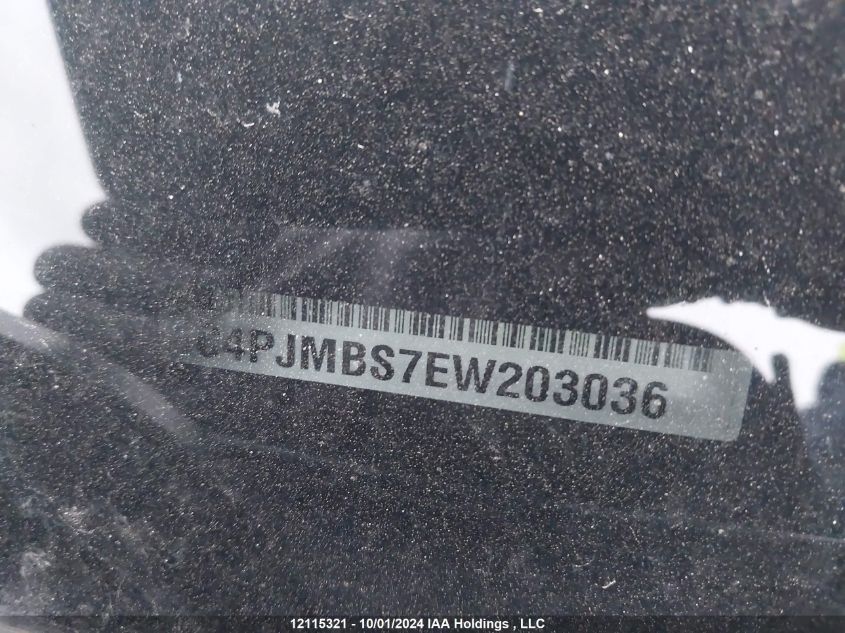 C4PJMBS7EW203036
12115321 - 10/01/2024 IAA Holdings , LLC